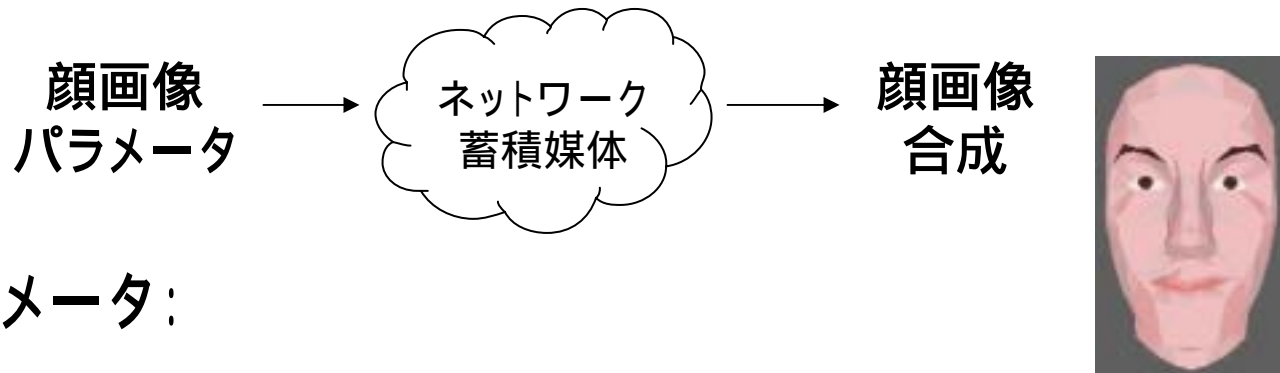 顔画像
パラメータ
ネットワーク
蓄積媒体
顔画像
合成
メータ: